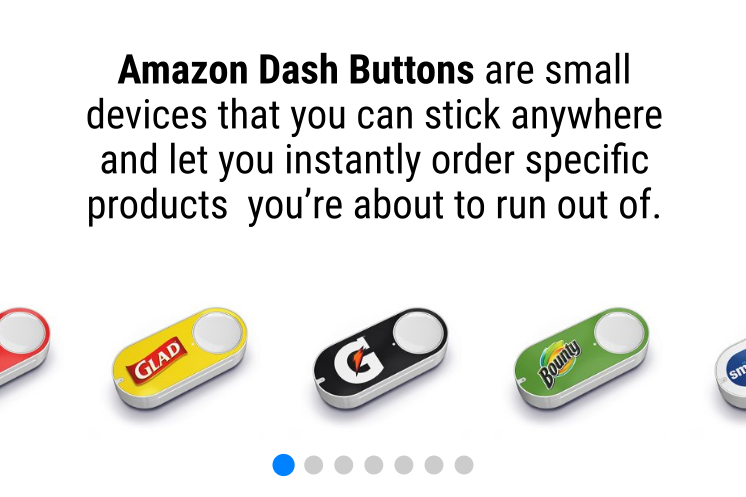 Amazon Dash Buttons are small
devices that you can stick anywhere
and let you instantly order specific
products  you’re about to run out of.
GLAD
G
Bounty